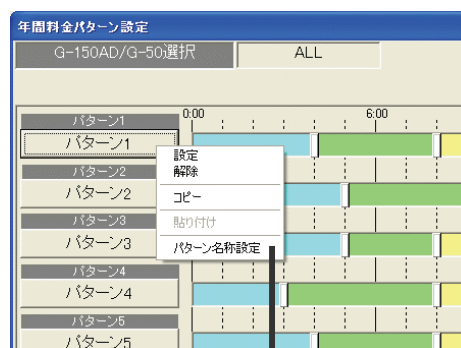 年間料金パターン設定
G-150AD/G-50選択 ALL
パターン1 0:00 6:00
パターン1
設定
解除
コピー
貼り付け
パターン名称設定
パターン2
パターン2
パターン3
パターン3
パターン4
パターン4
パターン5
パターン5